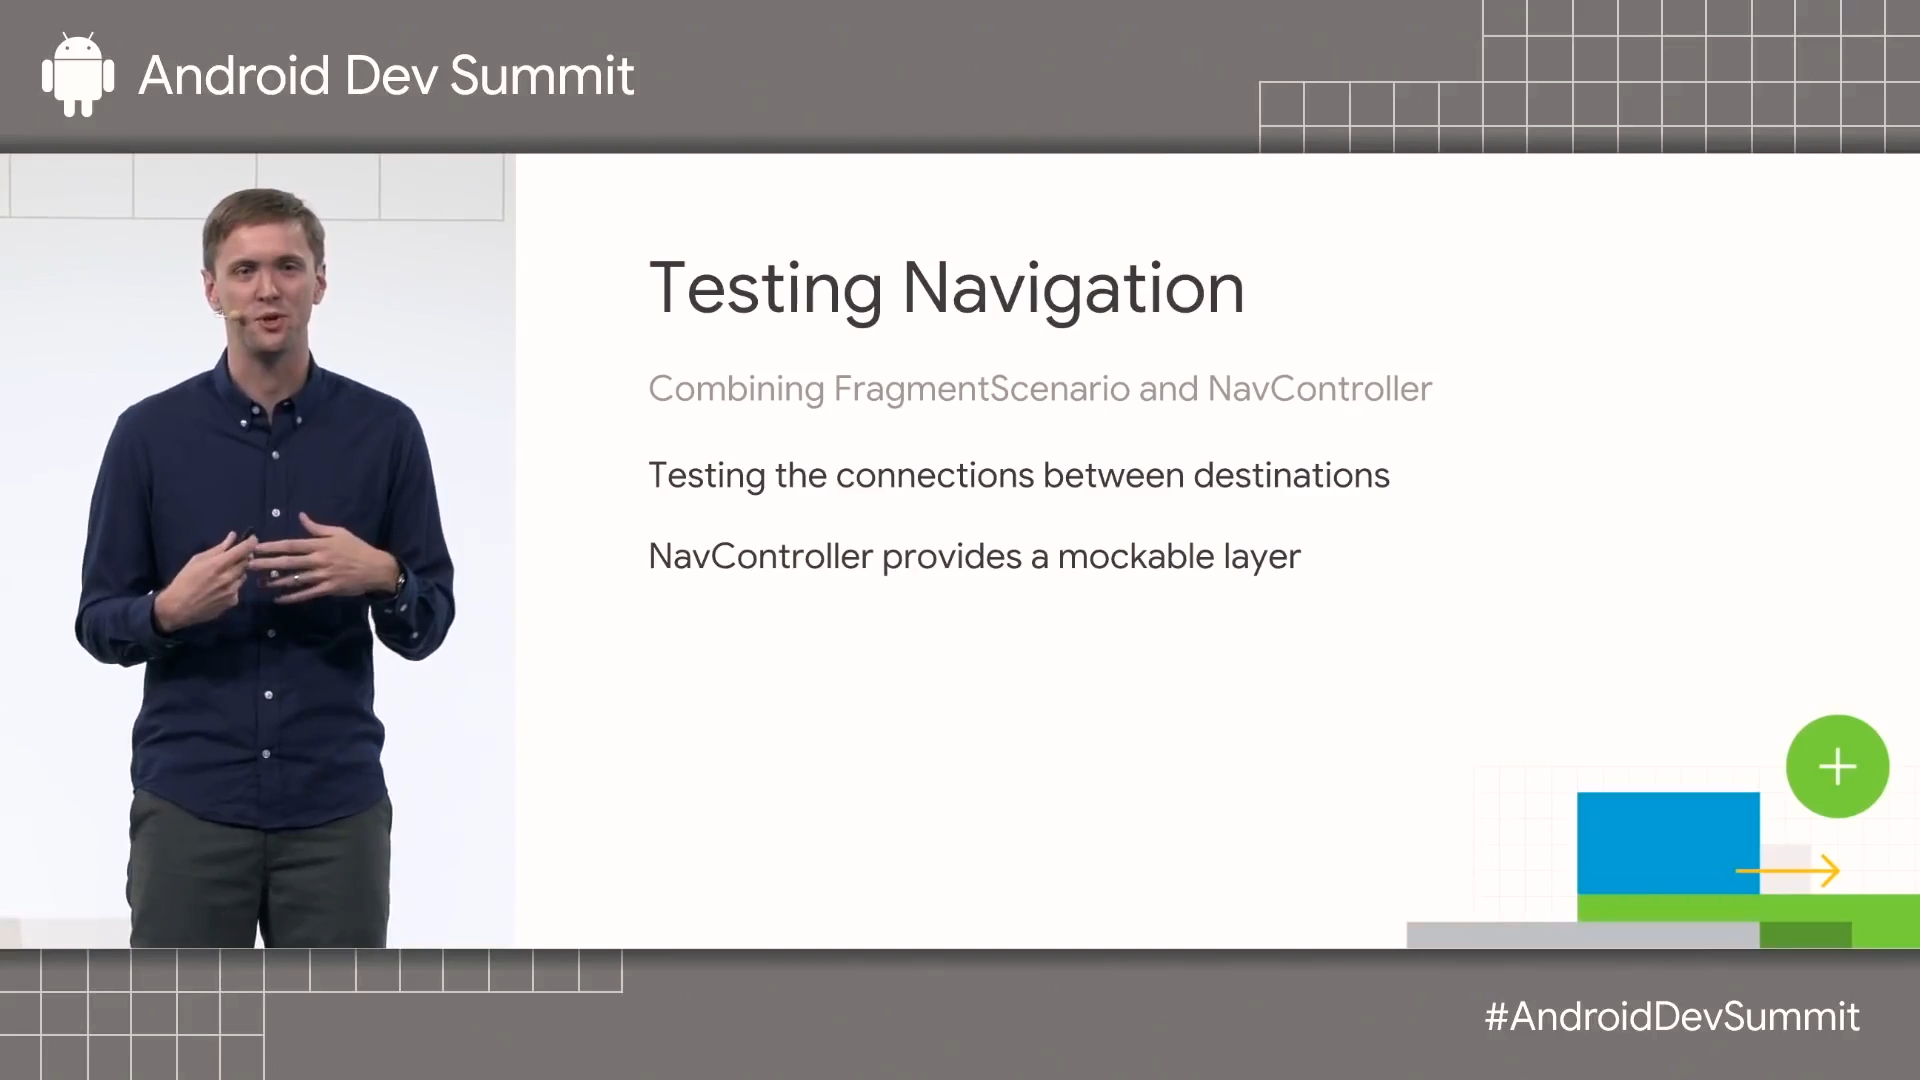 Android Dev Summit
Testing Navigation
Combining FragmentScenario and NavController
Testing the connections between destinations
NavController provides a mockable layer
#AndroidDevSummit